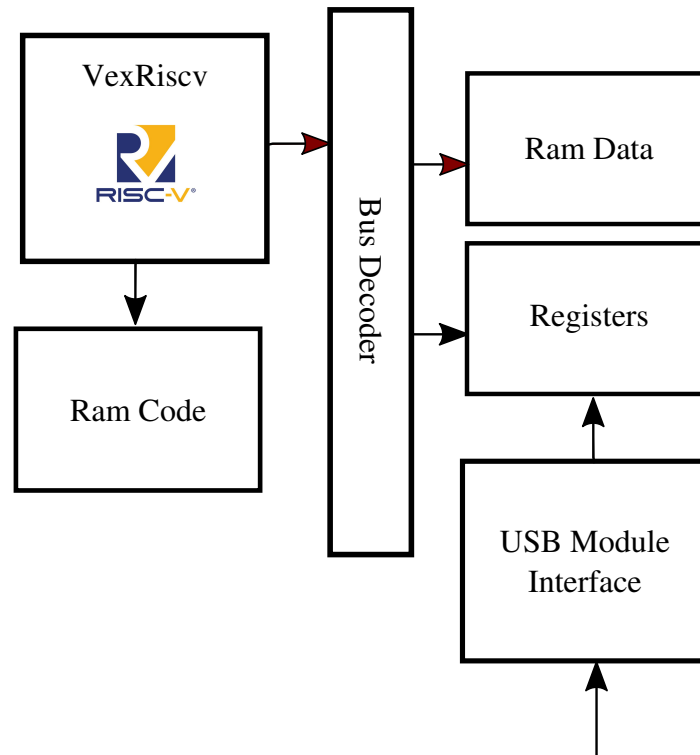 VexRiscv
RISC-V®
Ram Code
Bus Decoder
Ram Data
Registers
USB Module
Interface